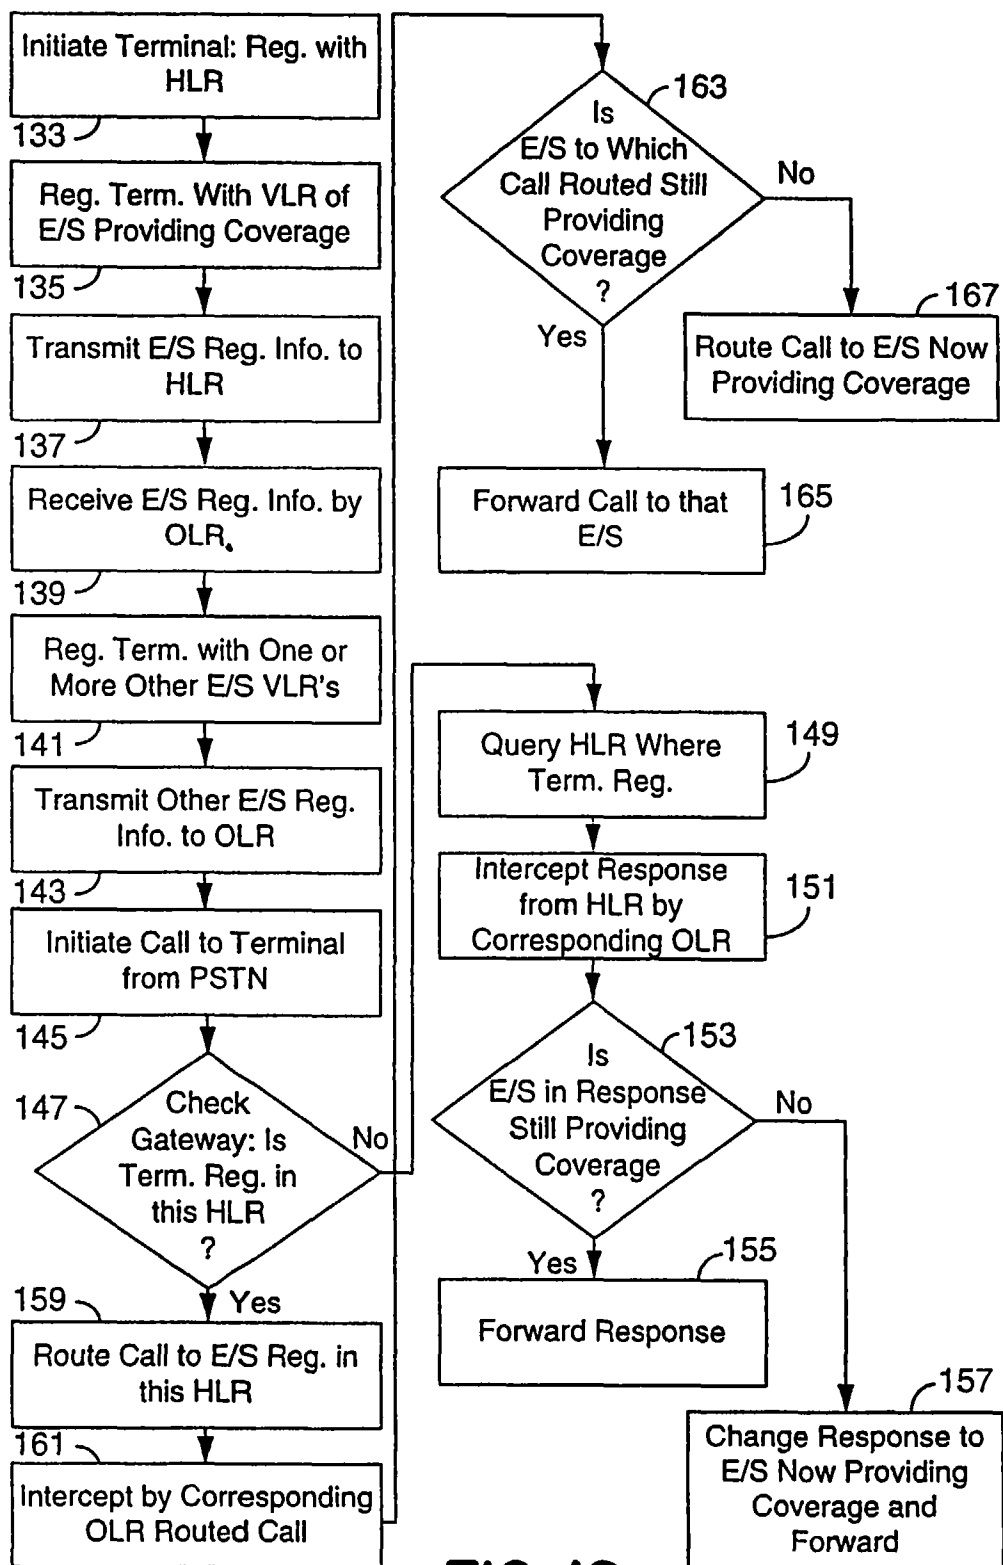 Initiate Terminal: Reg. with
HLR
133
Reg. Term. With VLR of
E/S Providing Coverage
135
Transmit E/S Reg. Info. to
HLR
137
Receive E/S Reg. Info. by
OLR.
139
Reg. Term. with One or
More Other E/S VLR's
141
Transmit Other E/S Reg.
Info. to OLR
143
Initiate Call to Terminal
from PSTN
145
147
Check
Gateway: Is
Term. Reg. in
this HLR
?
No
Yes
159
Route Call to E/S Reg. in
this HLR
161
Intercept by Corresponding
OLR Routed Call
163
Is
E/S to Which
Call Routed Still
Providing
Coverage
?
No
Yes
167
Route Call to E/S Now
Providing Coverage
Forward Call to that
E/S
165
Query HLR Where
Term. Reg.
149
Intercept Response
from HLR by
Corresponding OLR
151
153
Is
E/S in Response
Still Providing
Coverage
?
No
Yes
155
Forward Response
157
Change Response to
E/S Now Providing
Coverage and
Forward